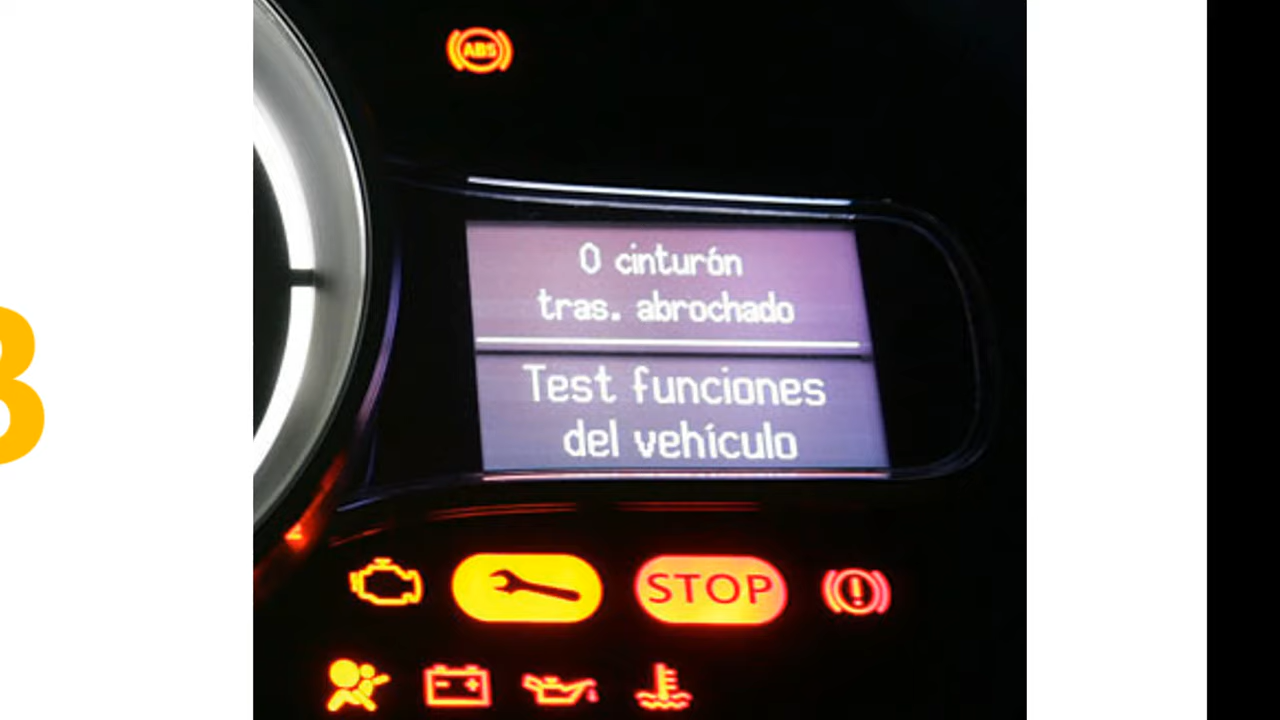 ABS
0 cinturón
tras. abrochado
Test funciones
del vehículo
STOP